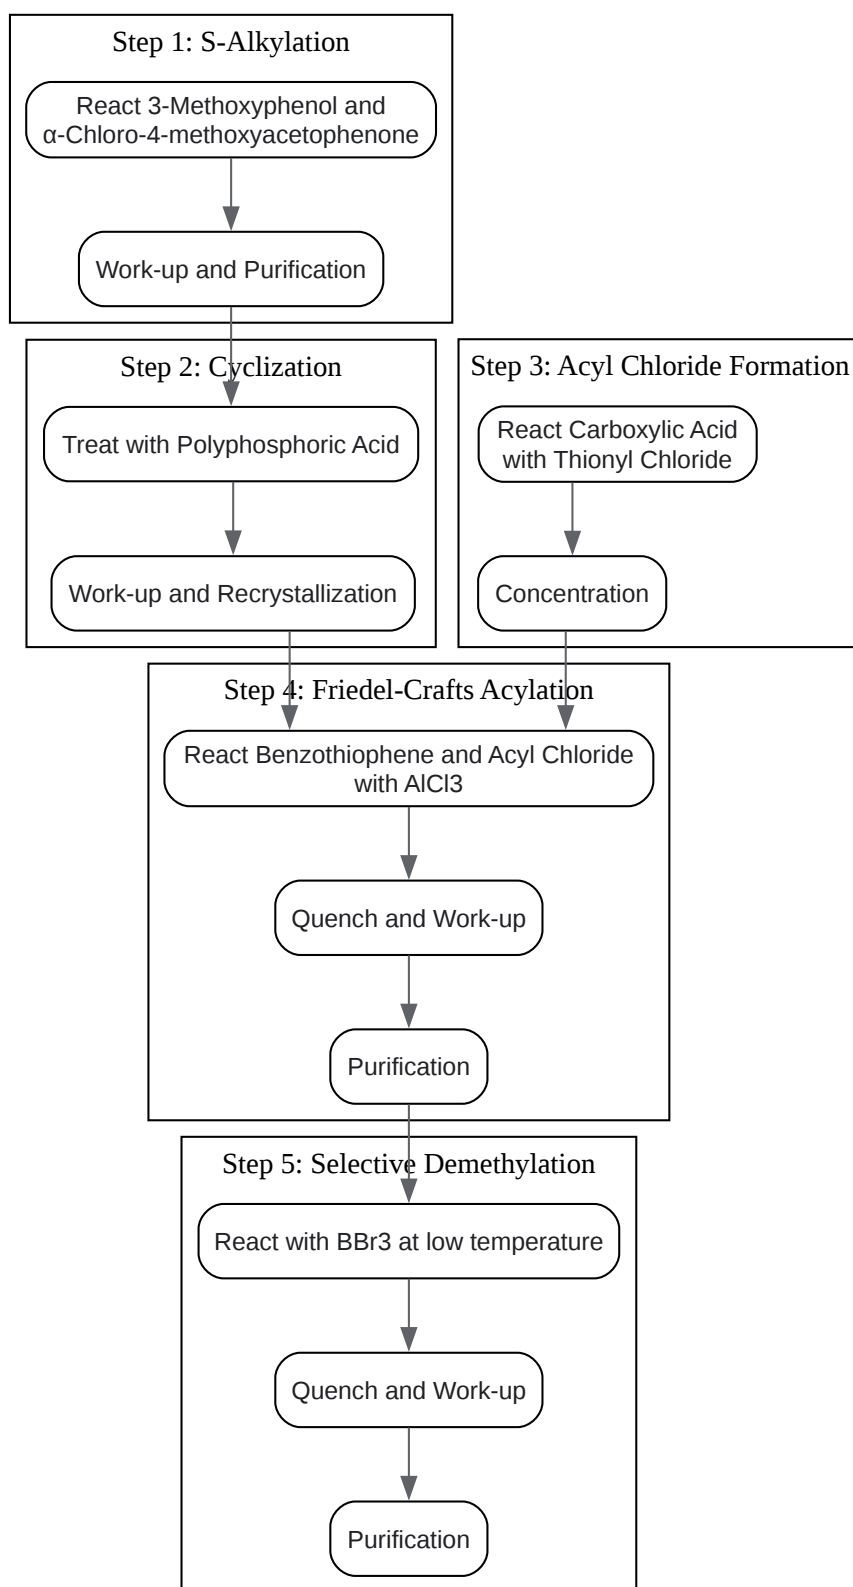 Step 1: S-Alkylation
React 3-Methoxyphenol and
α-Chloro-4-methoxyacetophenone
Work-up and Purification
Step 2: Cyclization
Treat with Polyphosphoric Acid
Work-up and Recrystallization
Step 3: Acyl Chloride Formation
React Carboxylic Acid
with Thionyl Chloride
Concentration
Step 4: Friedel-Crafts Acylation
React Benzothiophene and Acyl Chloride
with AlCl3
Quench and Work-up
Purification
Step 5: Selective Demethylation
React with BBr3 at low temperature
Quench and Work-up
Purification